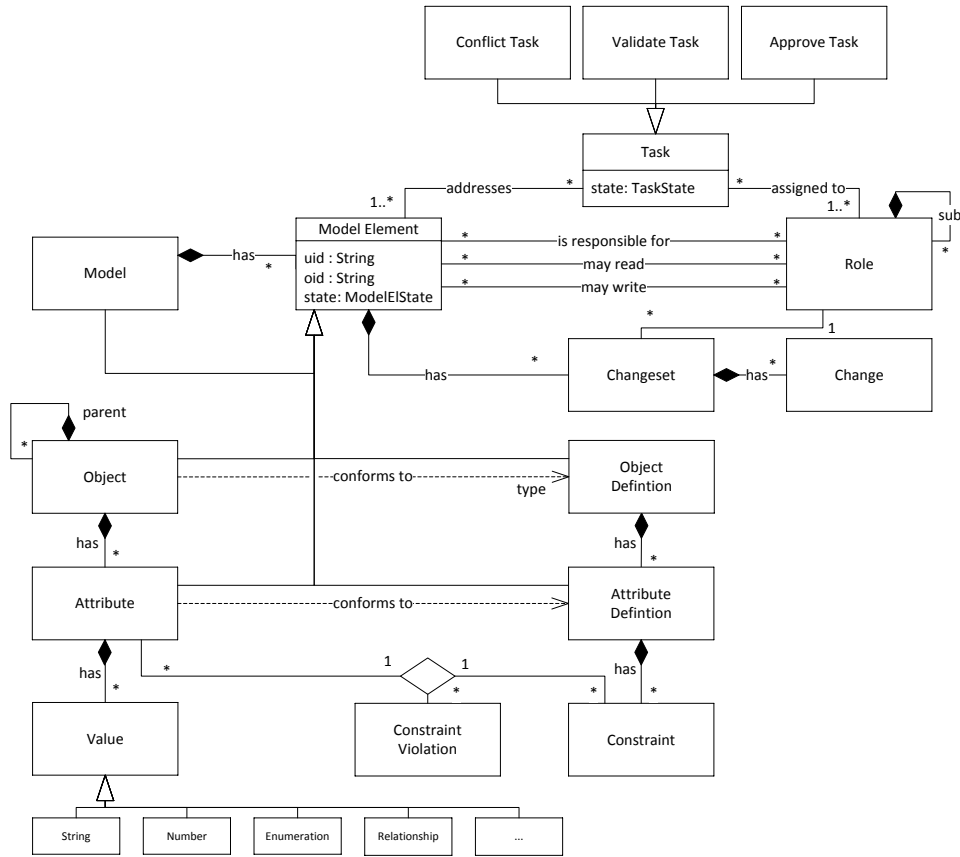 Conflict Task
Validate Task
Approve Task
Task
state: TaskState
addresses
*
*
assigned to
1..*
1..*
sub
*
Model Element
uid : String
oid : String
state: ModelElState
Model
has
*
*
is responsible for
*
*
may read
*
*
may write
*
Role
*
1
*
has
Changeset
has
*
Change
parent
*
Object
conforms to
type
Object
Defintion
has
*
has
*
Attribute
conforms to
Attribute
Defintion
has
*
*
1
1
*
has
*
*
Value
Constraint
Violation
*
Constraint
String
Number
Enumeration
Relationship
...